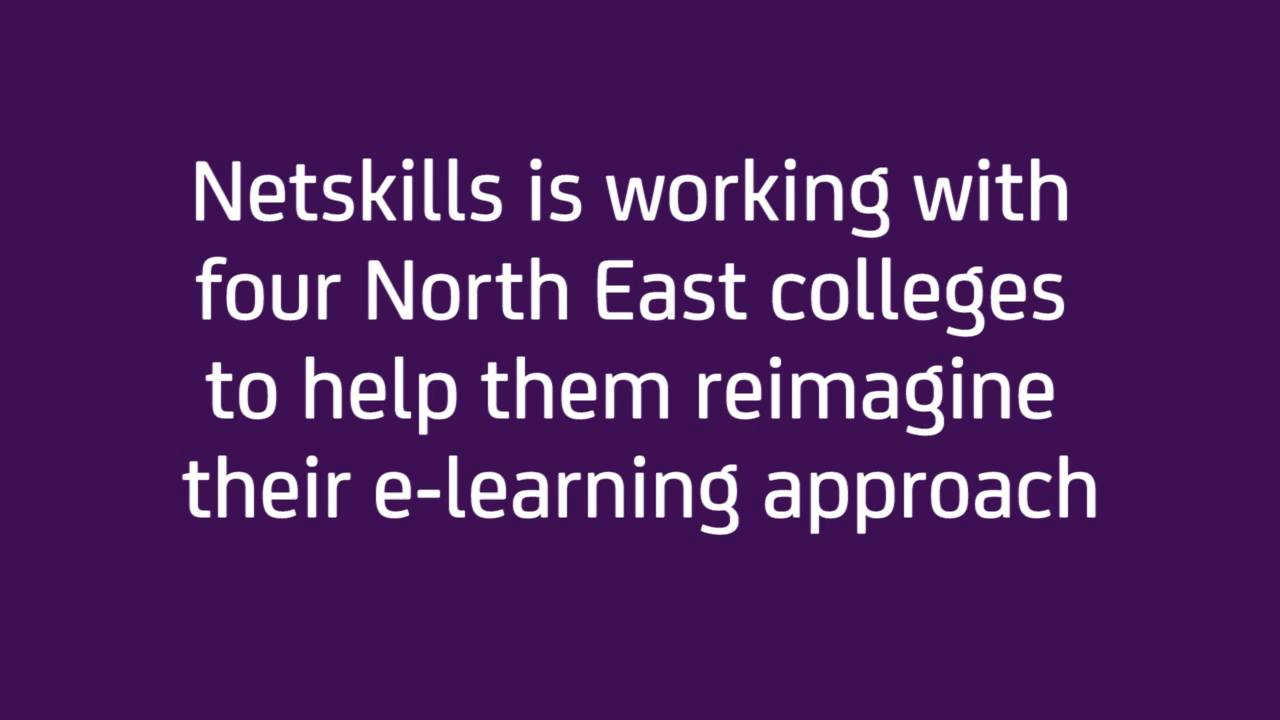 Netskills is working with
four North East colleges
to help them reimagine
their e-learning approach